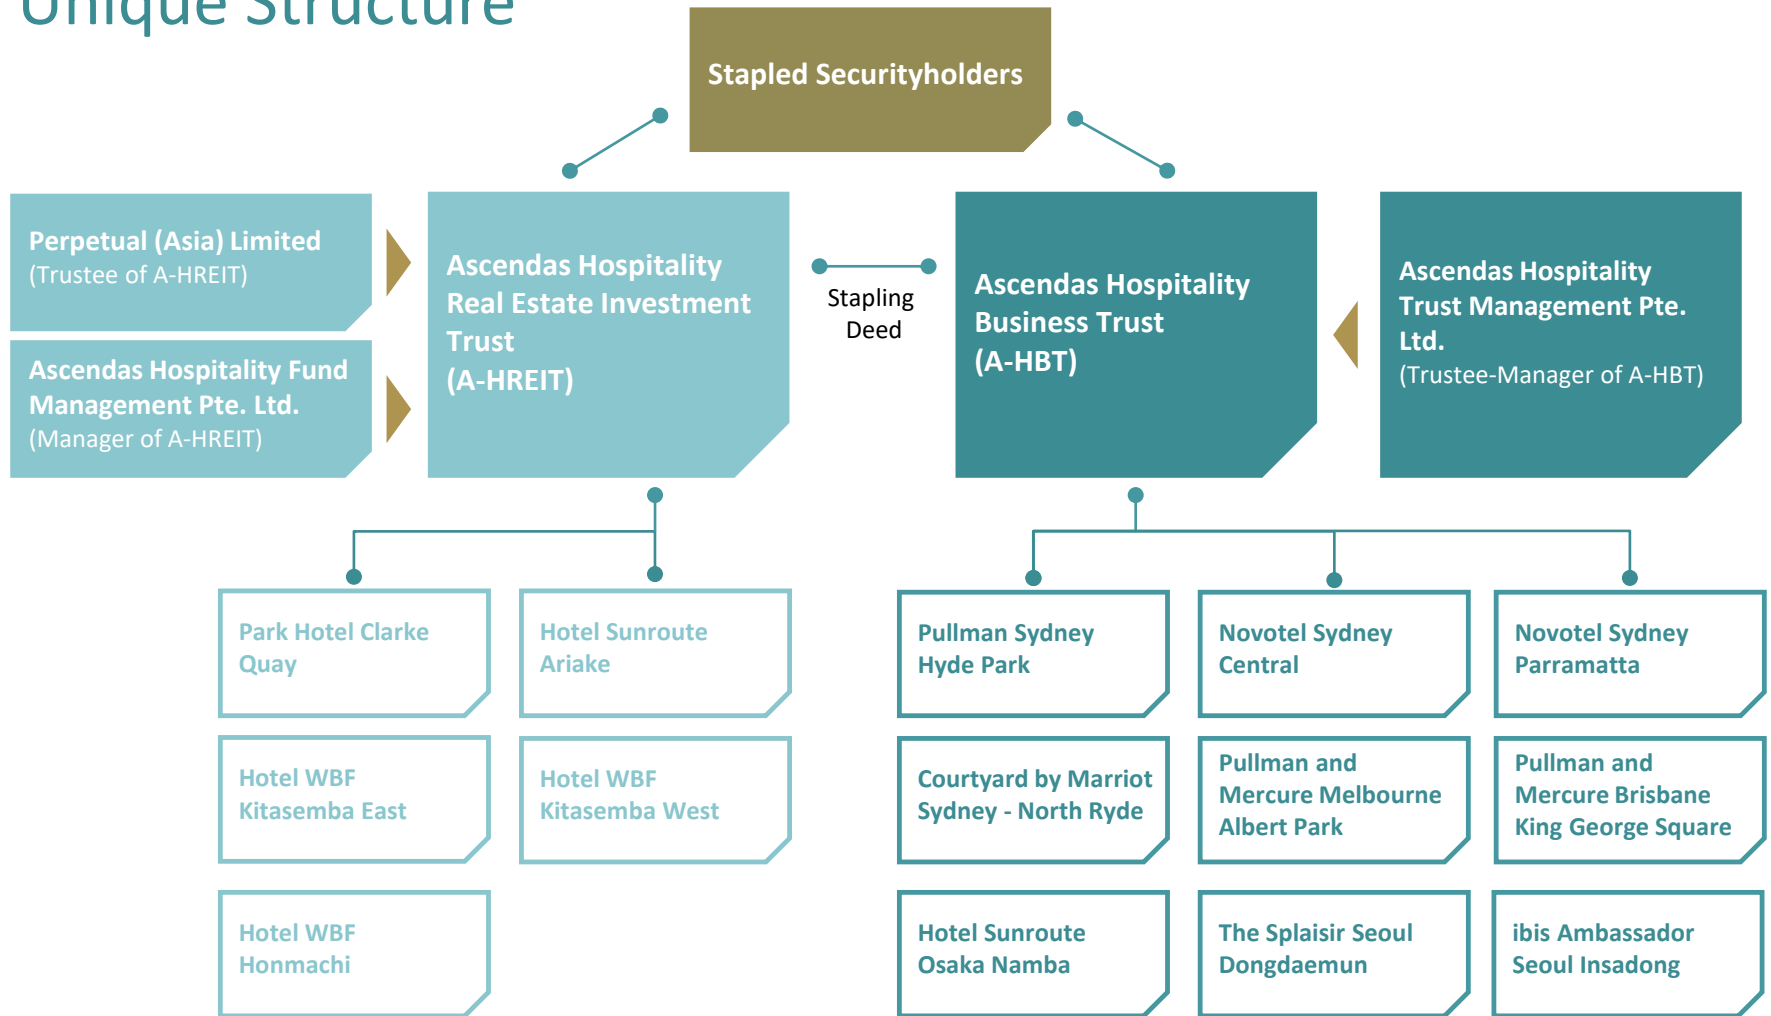 Unique Structure
Stapled Securityholders
Perpetual (Asia) Limited
(Trustee of A-HREIT)
Ascendas Hospitality Fund
Management Pte. Ltd.
(Manager of A-HREIT)
Ascendas Hospitality
Real Estate Investment
Trust
(A-HREIT)
Stapling
Deed
Ascendas Hospitality
Business Trust
(A-HBT)
Ascendas Hospitality
Trust Management Pte.
Ltd.
(Trustee-Manager of A-HBT)
Park Hotel Clarke
Quay
Hotel Sunroute
Ariake
Hotel WBF
Kitasemba East
Hotel WBF
Kitasemba West
Hotel WBF
Honmachi
Pullman Sydney
Hyde Park
Novotel Sydney
Central
Novotel Sydney
Parramatta
Courtyard by Marriot
Sydney - North Ryde
Pullman and
Mercure Melbourne
Albert Park
Pullman and
Mercure Brisbane
King George Square
Hotel Sunroute
Osaka Namba
The Splaisir Seoul
Dongdaemun
ibis Ambassador
Seoul Insadong